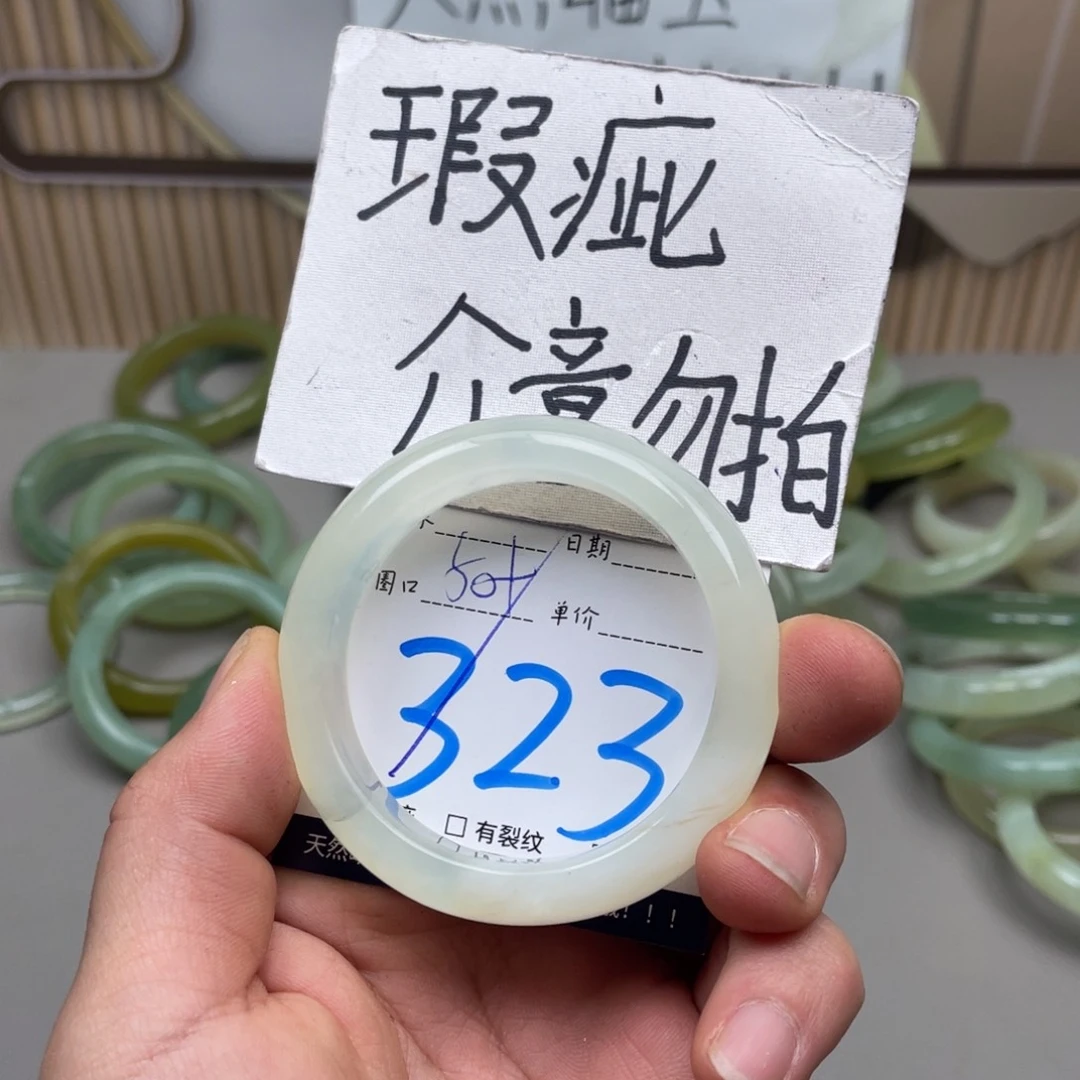 瑕疵
介意勿拍
日期
圈口 50+ 单价
323
□ 有裂纹
天然
！！